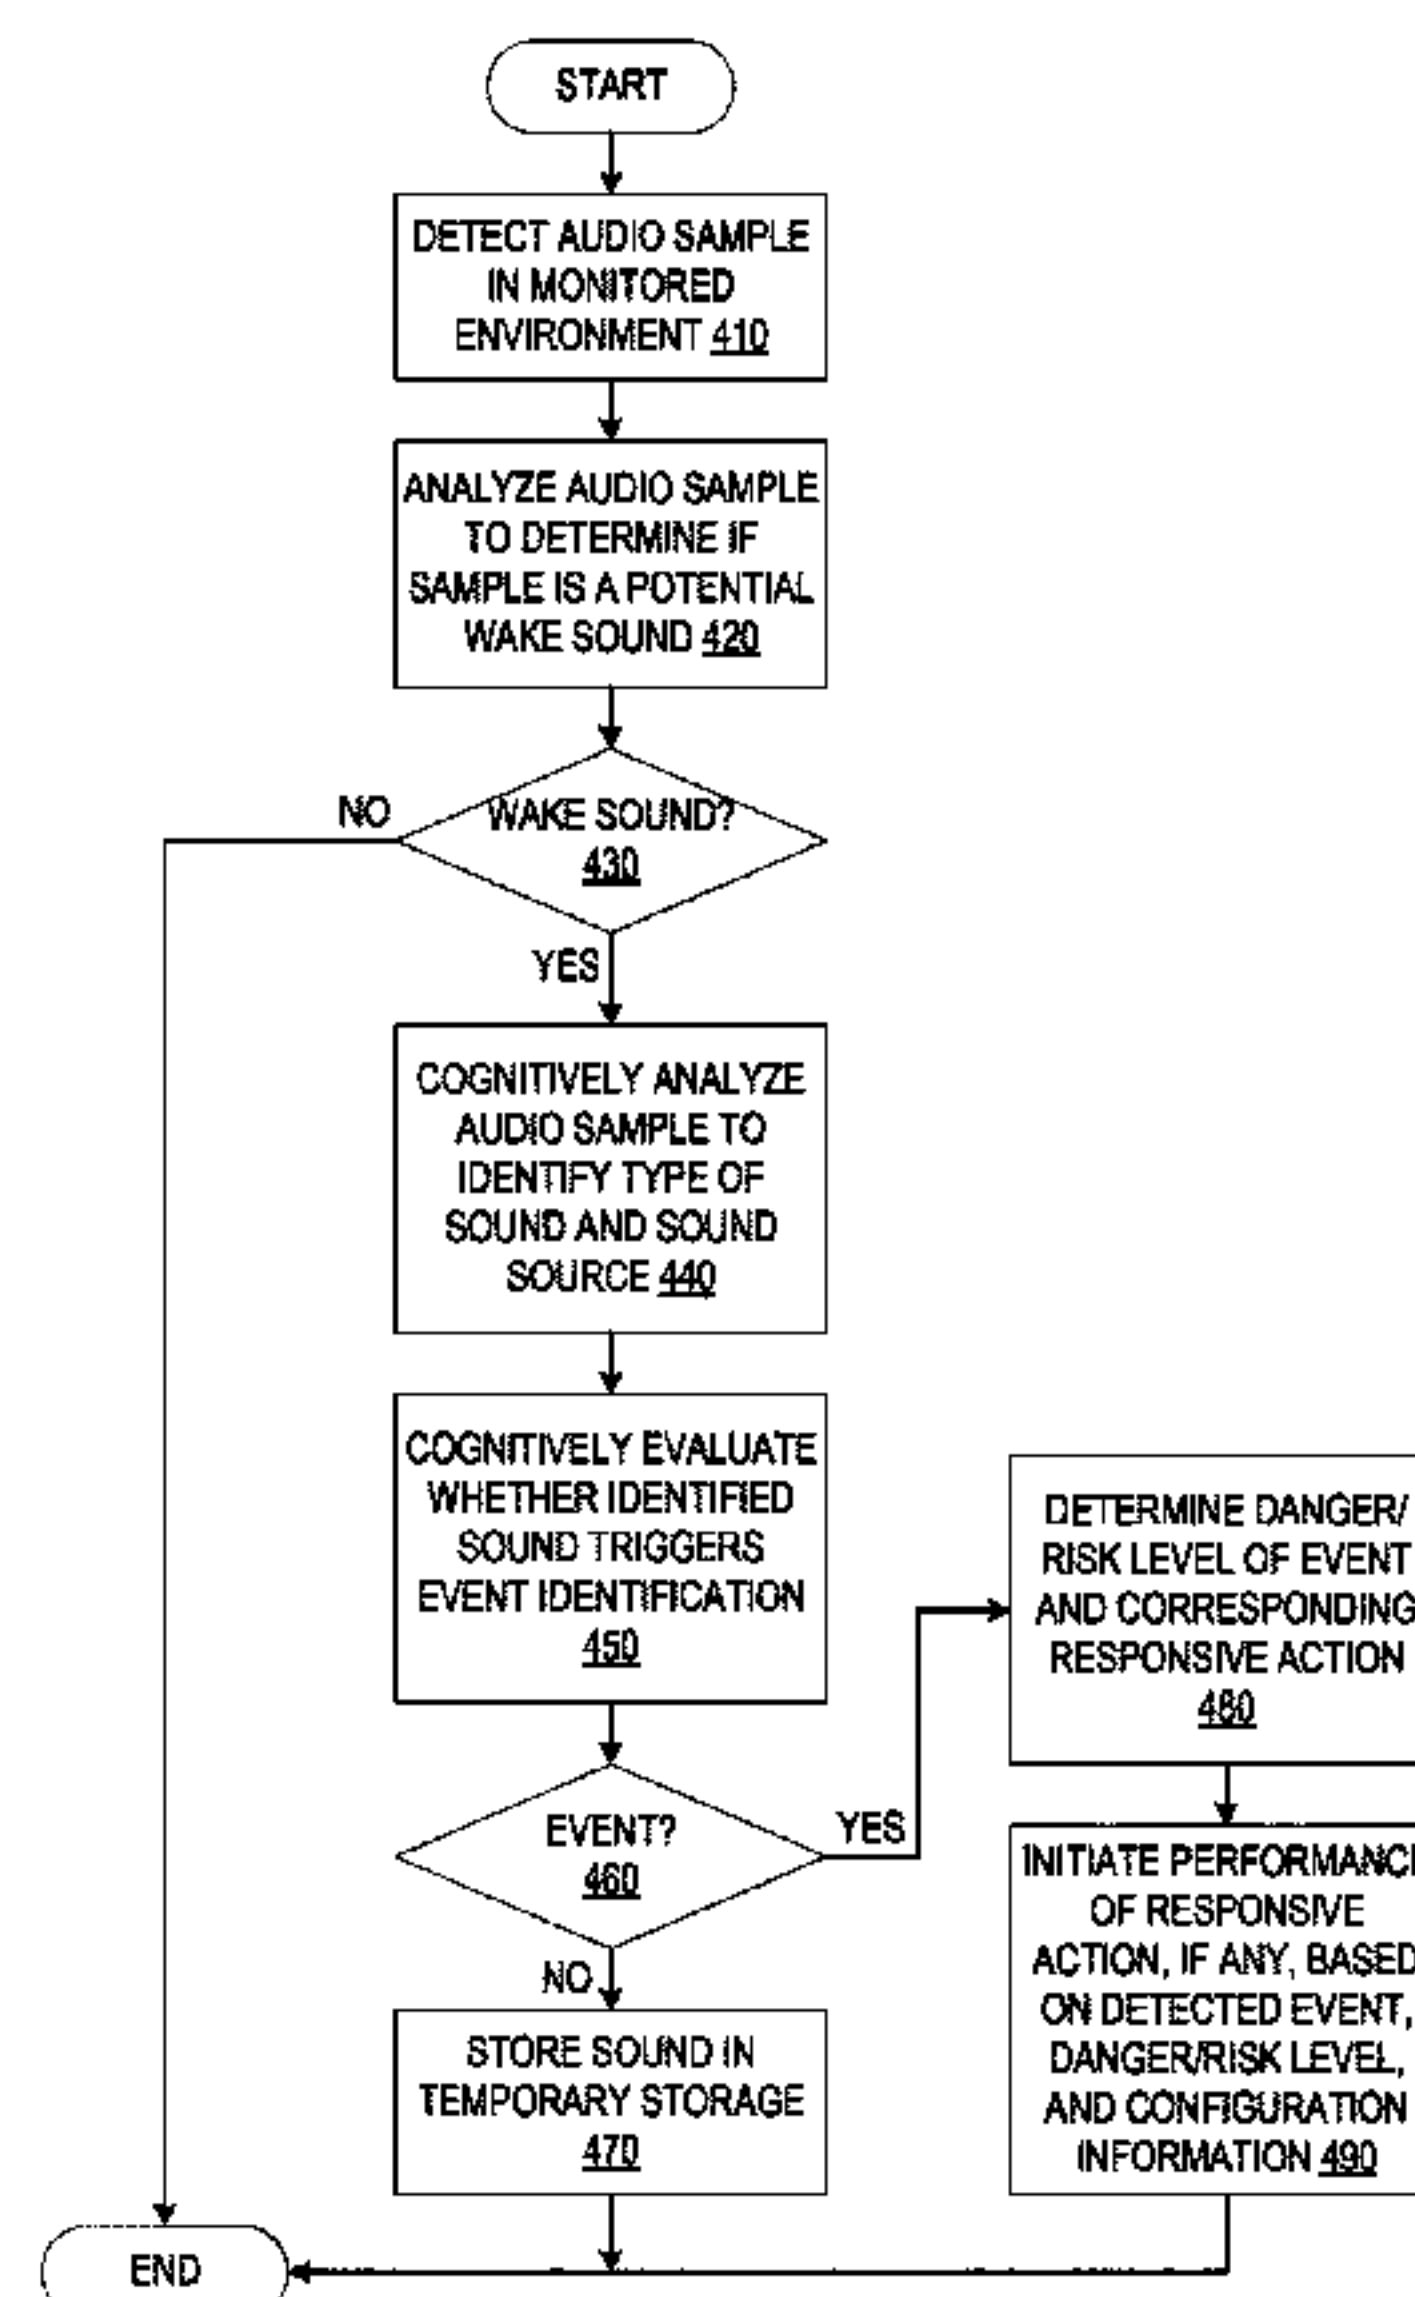 START
DETECT AUDIO SAMPLE
IN MONITORED
ENVIRONMENT 410
ANALYZE AUDIO SAMPLE
TO DETERMINE IF
SAMPLE IS A POTENTIAL
WAKE SOUND 420
NO
WAKE SOUND?
430
YES
COGNITIVELY ANALYZE
AUDIO SAMPLE TO
IDENTIFY TYPE OF
SOUND AND SOUND
SOURCE 440
COGNITIVELY EVALUATE
WHETHER IDENTIFIED
SOUND TRIGGERS
EVENT IDENTIFICATION
450
EVENT?
460
YES
NO
STORE SOUND IN
TEMPORARY STORAGE
470
DETERMINE DANGER/
RISK LEVEL OF EVENT
AND CORRESPONDING
RESPONSIVE ACTION
480
INITIATE PERFORMANC
OF RESPONSIVE
ACTION, IF ANY, BASED
ON DETECTED EVENT,
DANGER/RISK LEVEL,
AND CONFIGURATION
INFORMATION 490
END